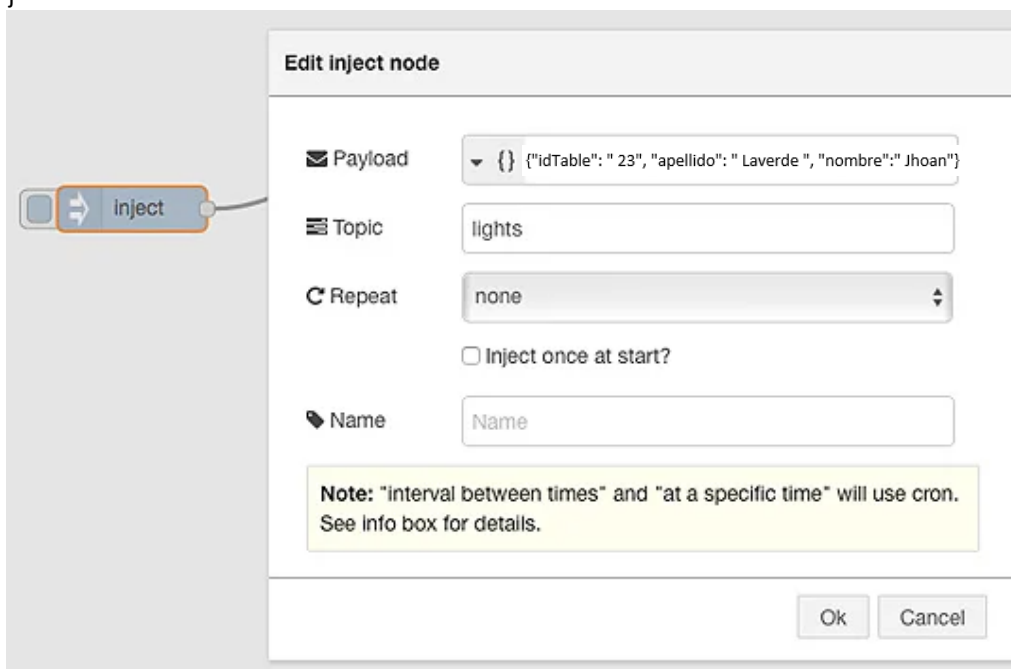 Edit inject node
Payload {} {"idTable": " 23", "apellido": " Laverde ", "nombre":" Jhoan"}
inject
Topic lights
Repeat none
Inject once at start?
Name Name
Note: "interval between times" and "at a specific time" will use cron.
See info box for details.
Ok Cancel